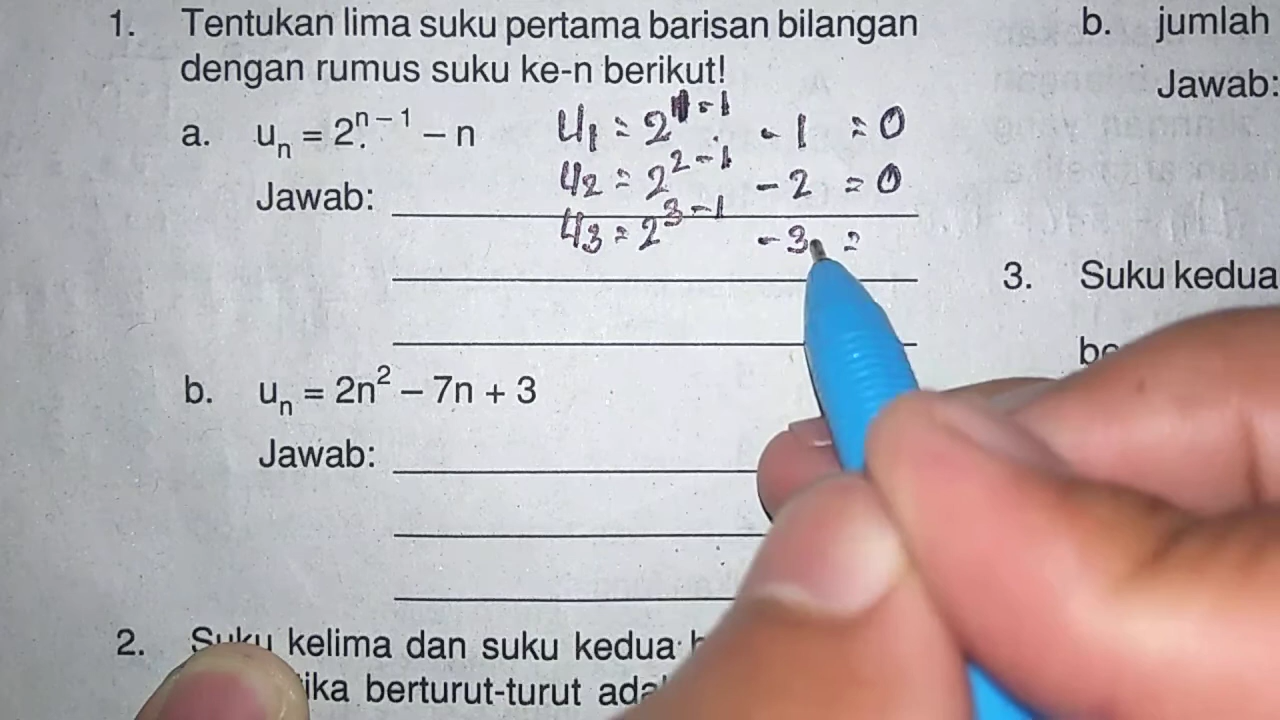 1. Tentukan lima suku pertama barisan bilangan
dengan rumus suku ke-n berikut!
a. uₙ = 2ⁿ⁻¹ – n
U₁ = 2¹⁻¹ - 1 = 0
U₂ = 2²⁻¹ - 2 = 0
Jawab:
U₃ = 2³⁻¹ - 3 =
b. uₙ = 2n² – 7n + 3
Jawab:
2. Suku kelima dan suku kedua
berturut-turut
b. jumlah
Jawab:
3. Suku kedua